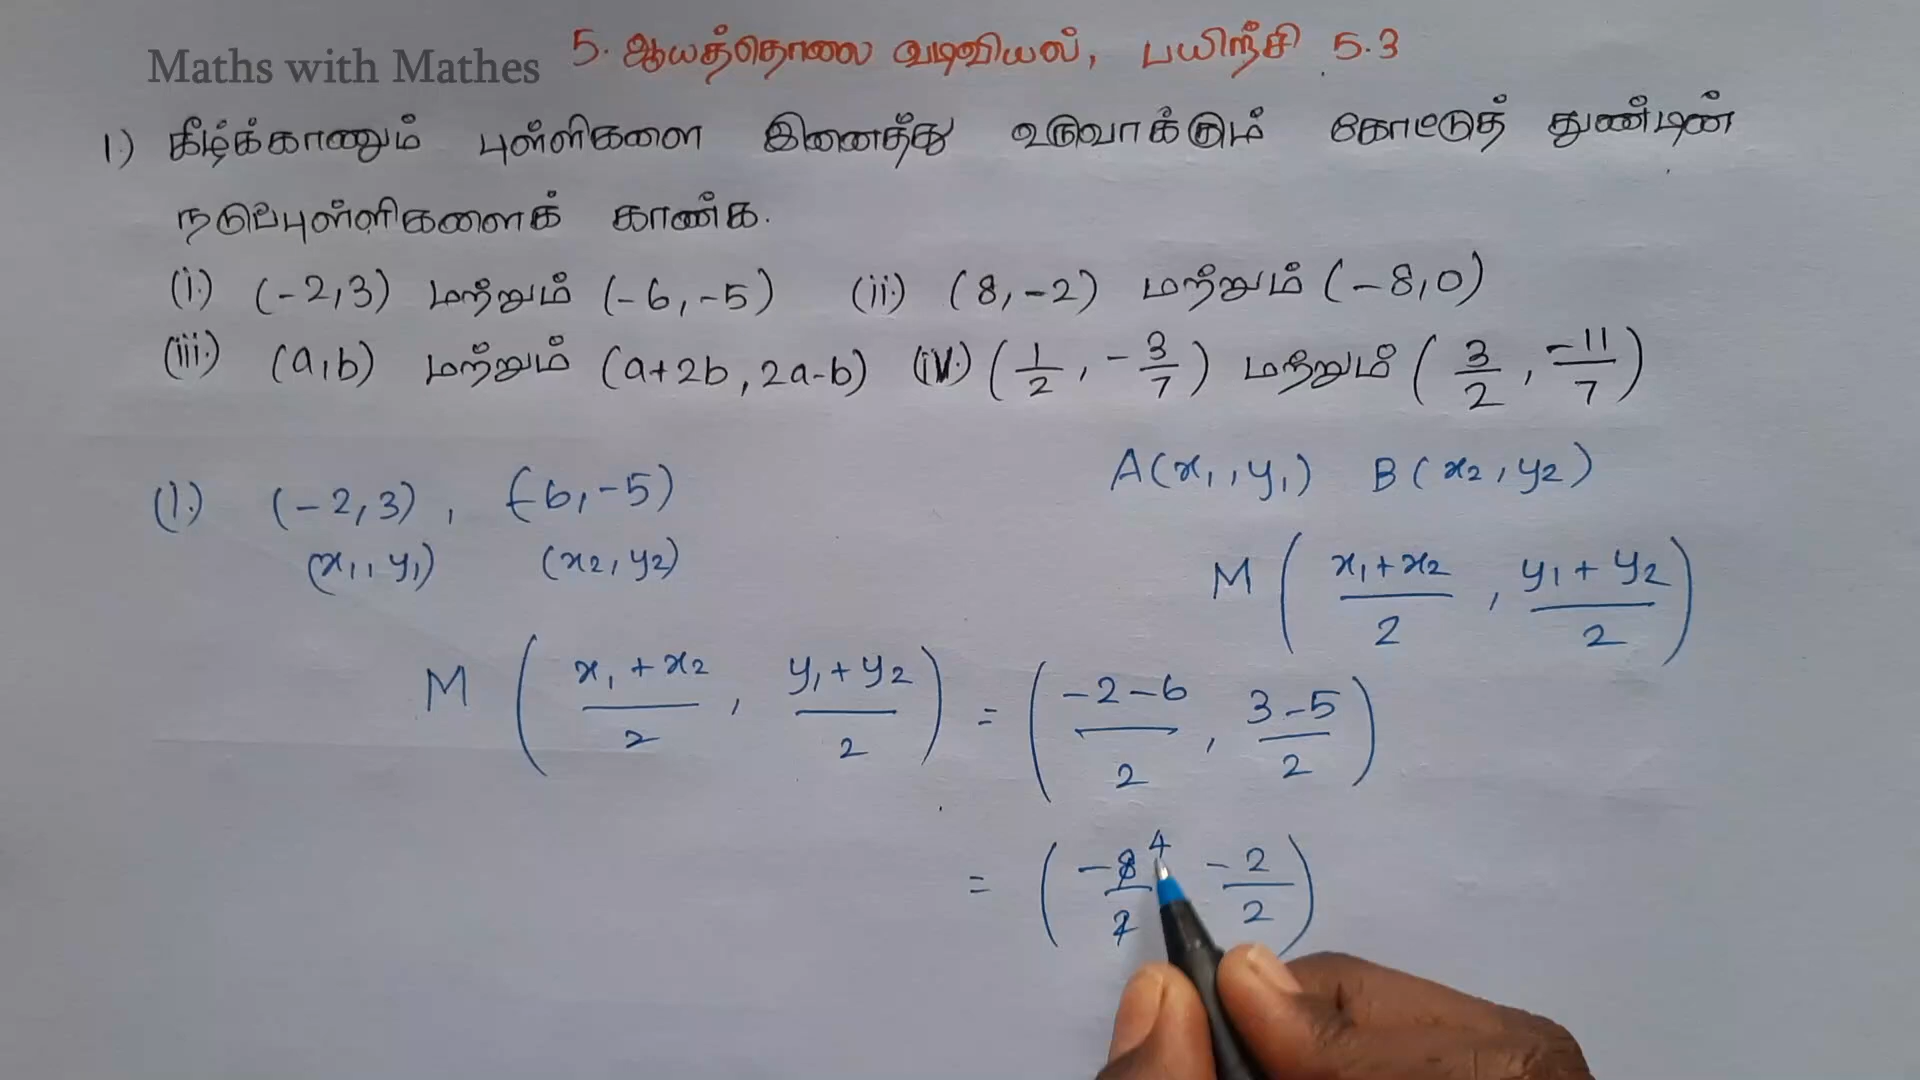 Maths with Mathes 5. ஆயத்தொலை வடிவியல், பயிற்சி 5.3
1.) கீழ்க்காணும் புள்ளிகளை இணைத்து உருவாக்கும் கோட்டுத் துண்டின்
நடுப்புள்ளிகளைக் காண்க.
(i.) (-2,3) மற்றும் (-6,-5) (ii.) (8,-2) மற்றும் (-8,0)
(iii.) (a,b) மற்றும் (a+2b, 2a-b) (iv.) (1/2, -3/7) மற்றும் (3/2, -11/7)
A(x₁, y₁) B(x₂, y₂)
(i.) (-2,3), (-6,-5)
(x₁, y₁) (x₂, y₂)
M ( (x₁+x₂)/2, (y₁+y₂)/2 )
M ( (x₁+x₂)/2, (y₁+y₂)/2 ) = ( (-2-6)/2, (3-5)/2 )
= ( -8/2 4 -2/2 )